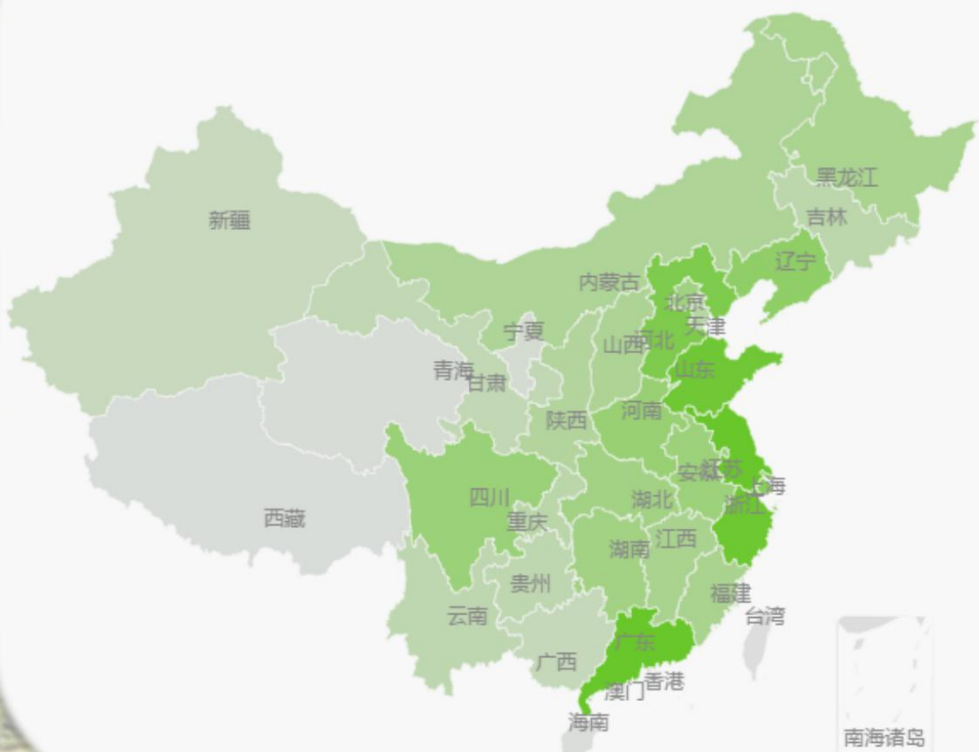 黑龙江
吉林
新疆
辽宁
内蒙古
北京
天津
宁夏
河北
山西
山东
青海
甘肃
河南
陕西
江苏
安徽
上海
四川
湖北
浙江
重庆
西藏
江西
湖南
贵州
福建
云南
台湾
广东
广西
香港
澳门
海南
南海诸岛